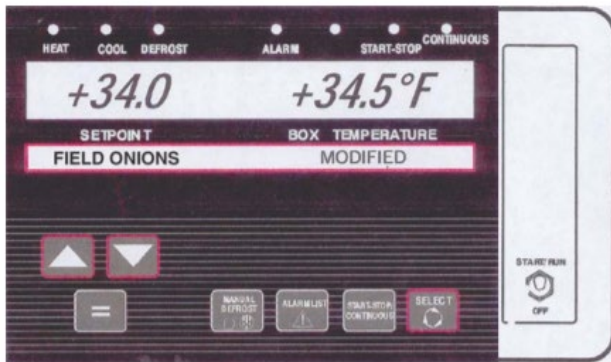 HEAT COOL DEFROST ALARM START-STOP CONTINUOUS
+34.0 +34.5°F
SETPOINT BOX TEMPERATURE
FIELD ONIONS MODIFIED
START/RUN
OFF
=
MANUAL DEFROST
ALARM LIST
START-STOP/CONTINUOUS
SELECT